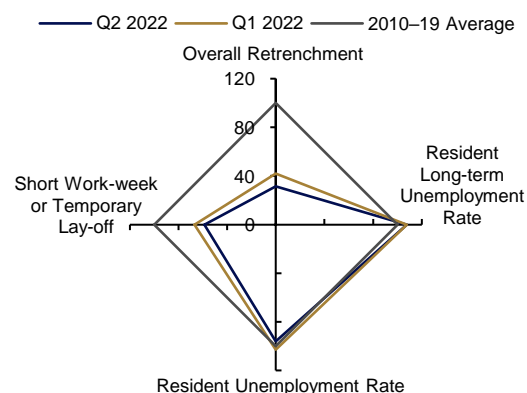 Q2 2022 Q1 2022 2010–19 Average
Overall Retrenchment
120
80
40
0
Resident
Long-term
Unemployment
Rate
Short Work-week
or Temporary
Lay-off
Resident Unemployment Rate